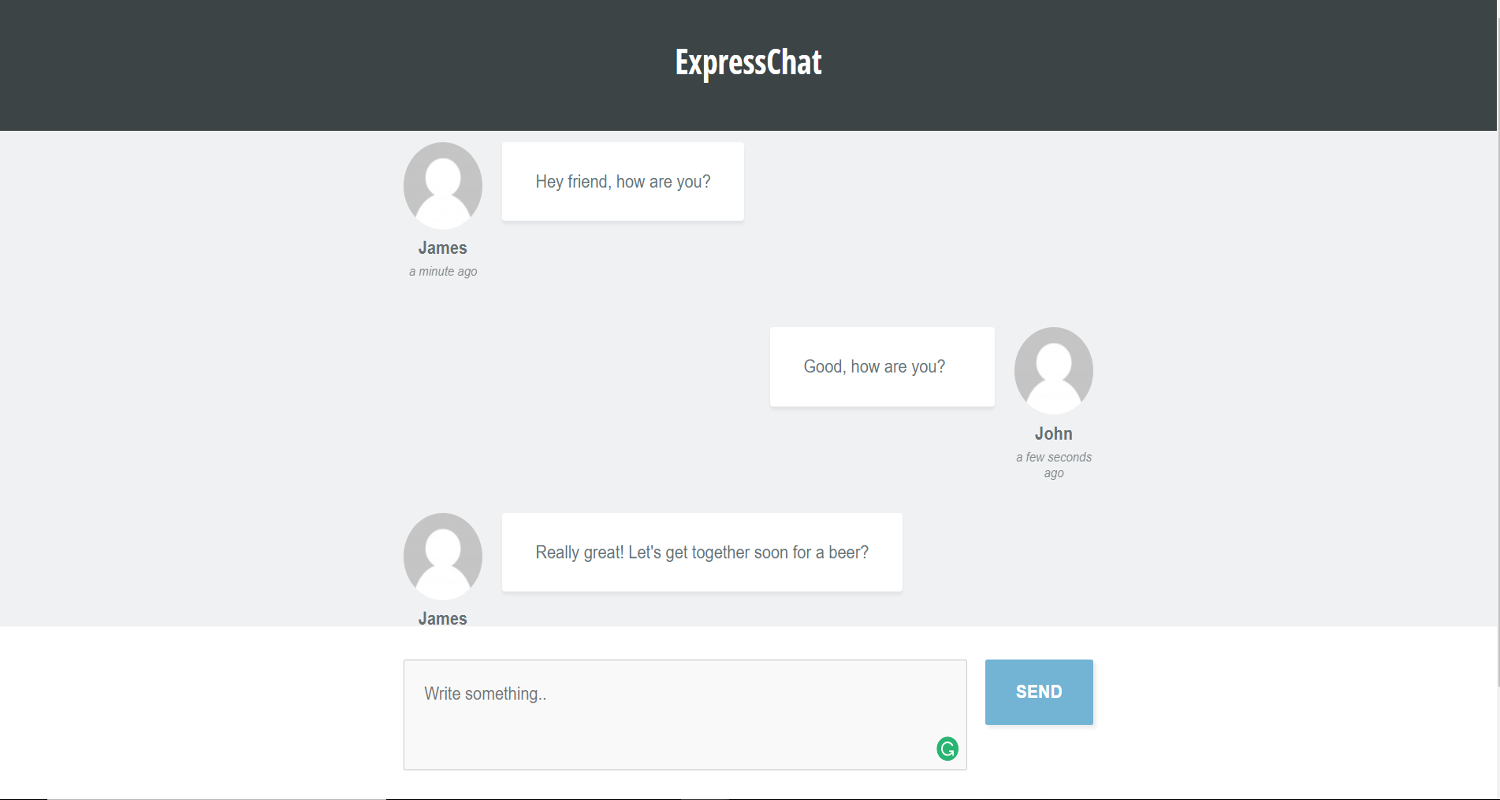 ExpressChat
Hey friend, how are you?
James
a minute ago
Good, how are you?
John
a few seconds
ago
Really great! Let's get together soon for a beer?
James
Write something..
SEND
G